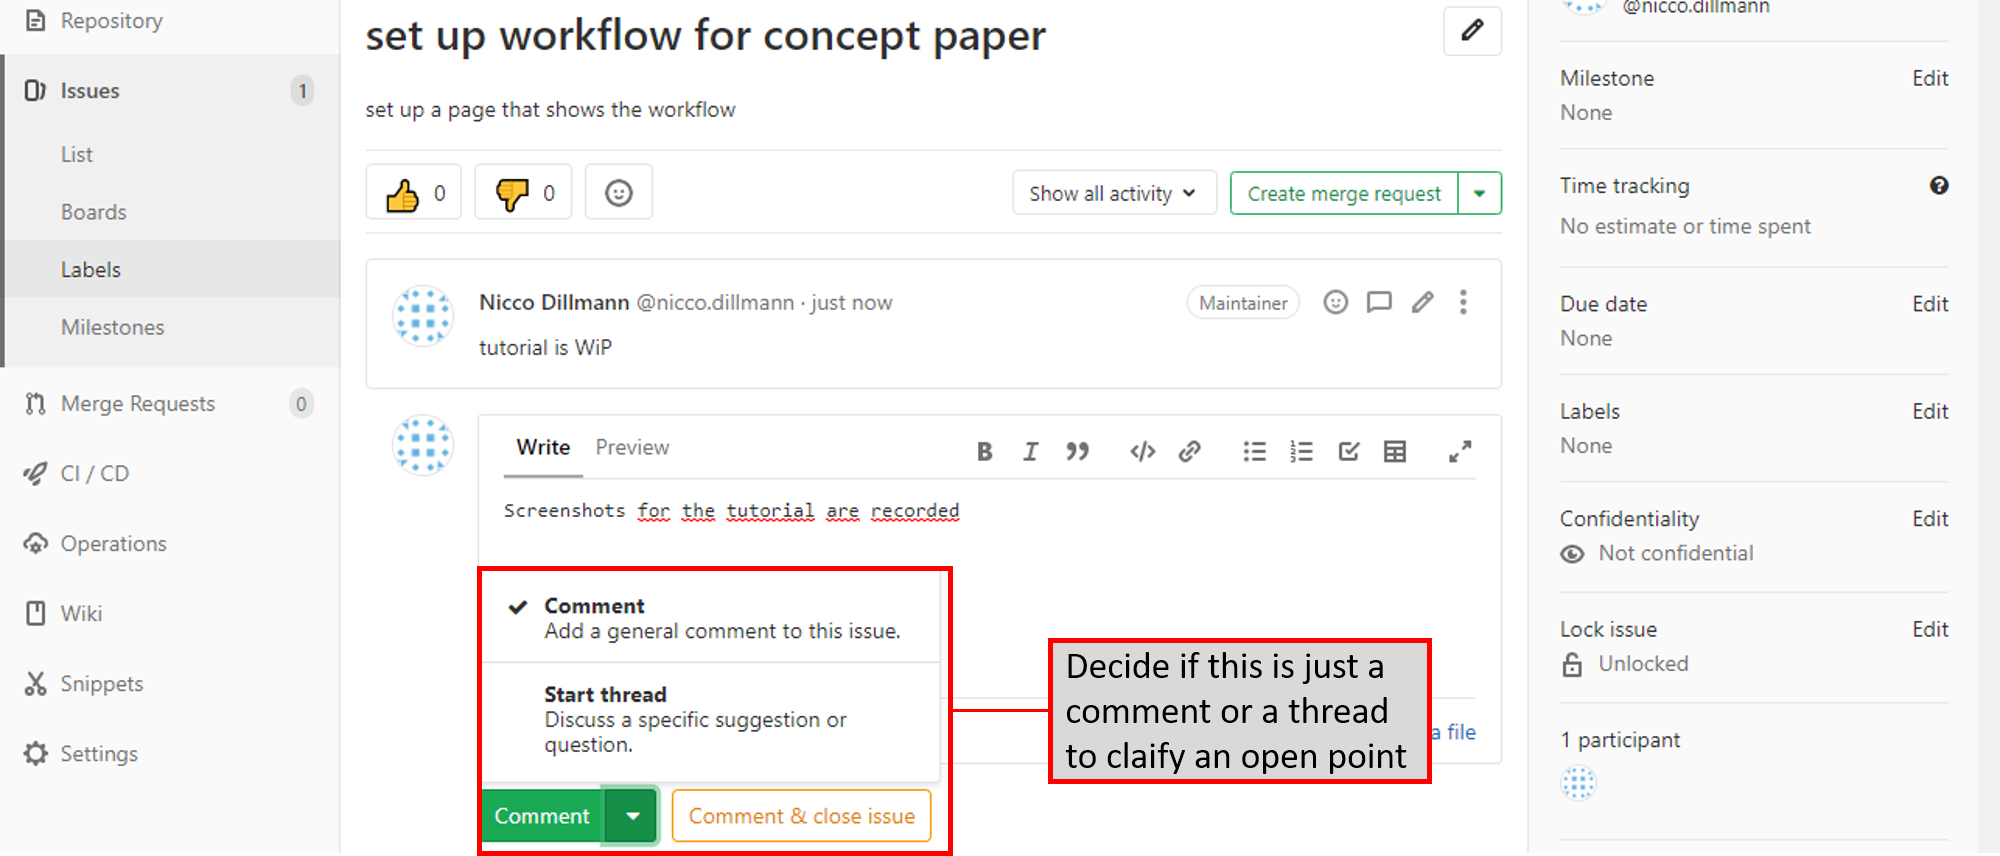 Repository
Issues 1
List
Boards
Labels
Milestones
Merge Requests 0
CI / CD
Operations
Wiki
Snippets
Settings
set up workflow for concept paper
set up a page that shows the workflow
0 0
Show all activity
Create merge request
Nicco Dillmann @nicco.dillmann · just now
Maintainer
tutorial is WiP
Write Preview
Screenshots for the tutorial are recorded
Comment
Add a general comment to this issue.
Start thread
Discuss a specific suggestion or
question.
a file
Comment
Comment & close issue
Decide if this is just a
comment or a thread
to claify an open point
@nicco.dillmann
Milestone Edit
None
Time tracking
No estimate or time spent
Due date Edit
None
Labels Edit
None
Confidentiality Edit
Not confidential
Lock issue Edit
Unlocked
1 participant